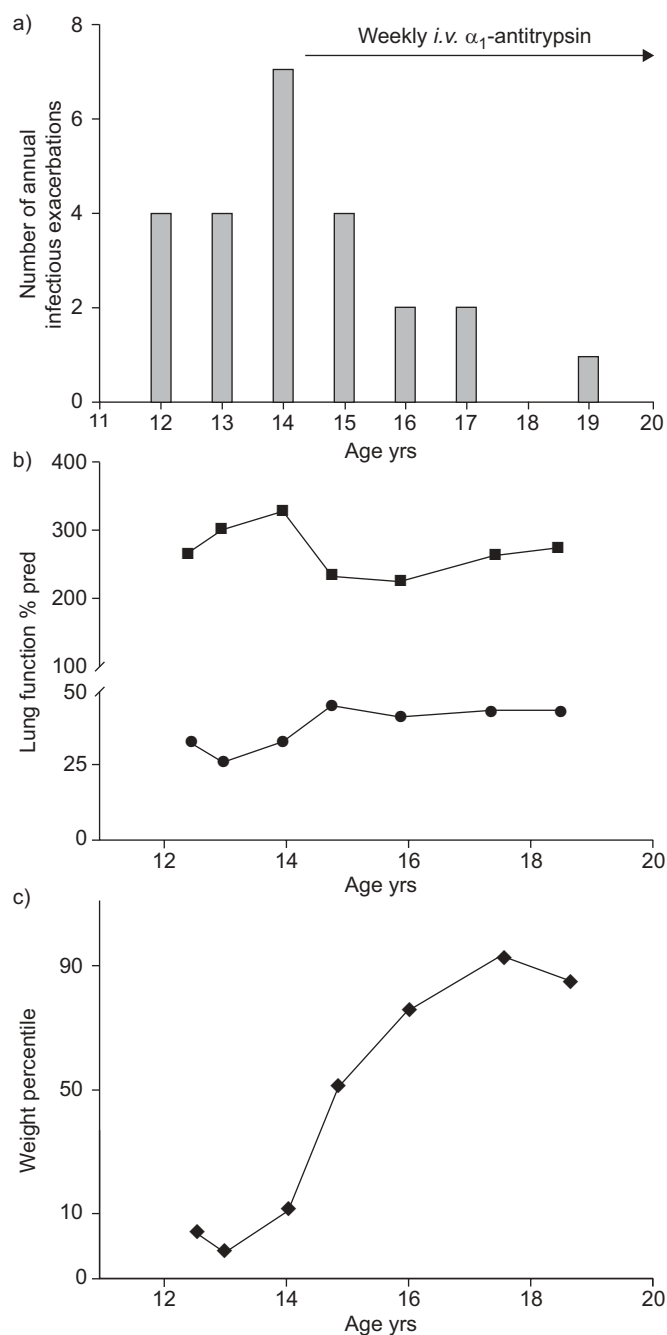 a)
Weekly i.v. α1-antitrypsin
Number of annual
infectious exacerbations
8
6
4
2
0
11 12 13 14 15 16 17 18 19 20
Age yrs
b)
Lung function % pred
400
300
200
100
50
25
0
12 14 16 18 20
Age yrs
c)
Weight percentile
90
50
10
0
12 14 16 18 20
Age yrs